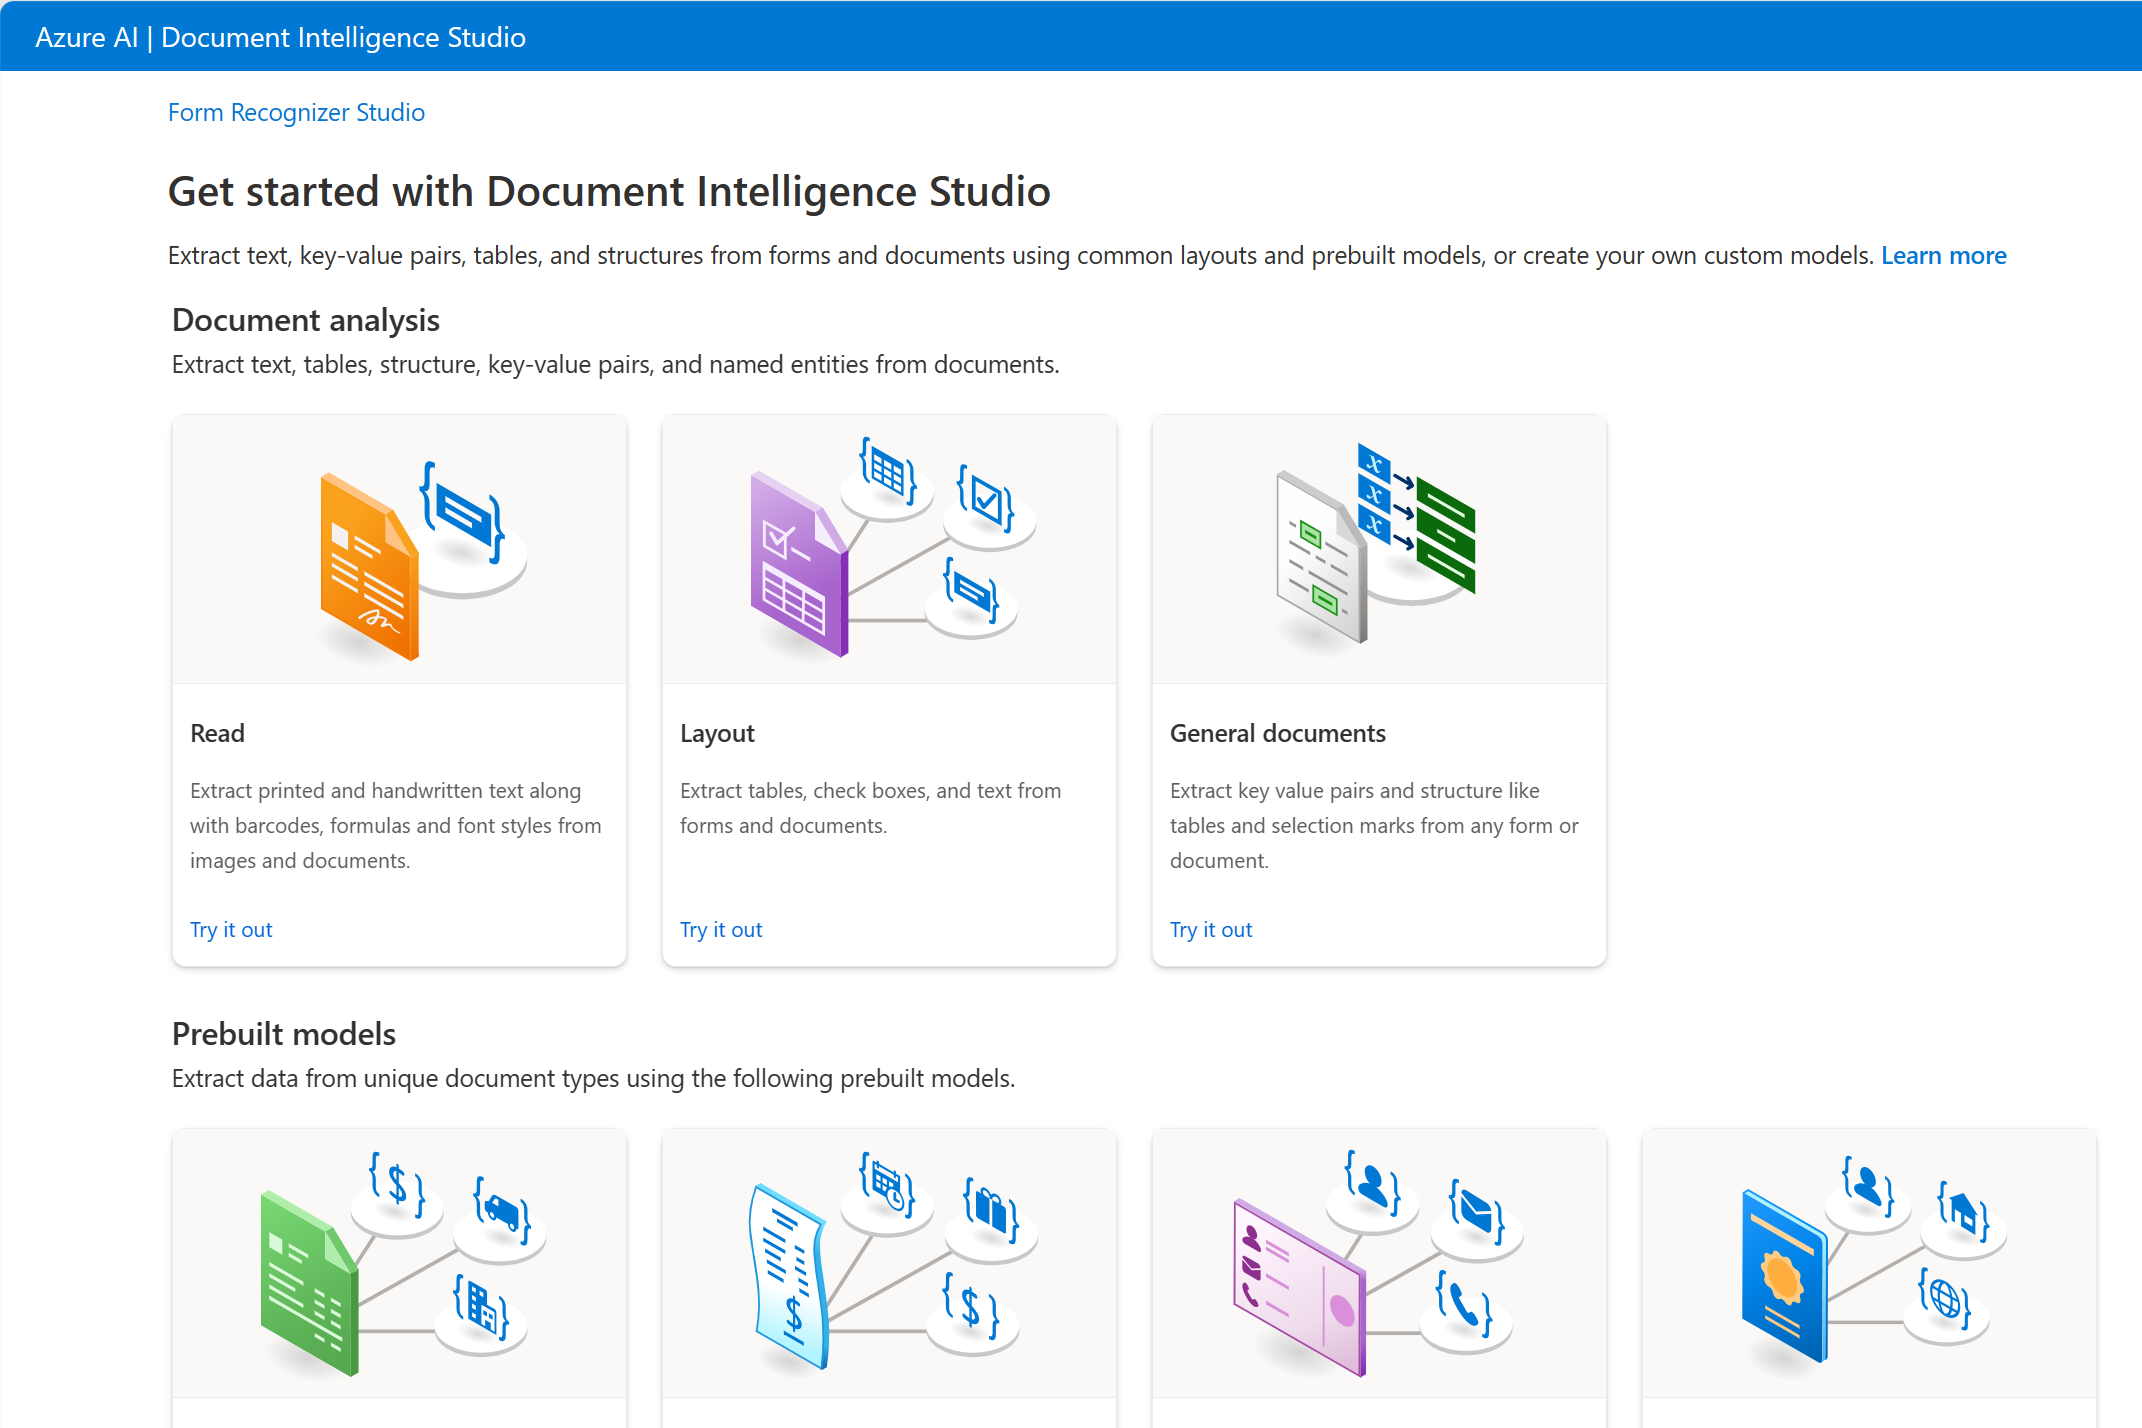 Azure AI | Document Intelligence Studio
Form Recognizer Studio
Get started with Document Intelligence Studio
Extract text, key-value pairs, tables, and structures from forms and documents using common layouts and prebuilt models, or create your own custom models. Learn more
Document analysis
Extract text, tables, structure, key-value pairs, and named entities from documents.
Read
Extract printed and handwritten text along
with barcodes, formulas and font styles from
images and documents.
Try it out
Layout
Extract tables, check boxes, and text from
forms and documents.
Try it out
General documents
Extract key value pairs and structure like
tables and selection marks from any form or
document.
Try it out
Prebuilt models
Extract data from unique document types using the following prebuilt models.